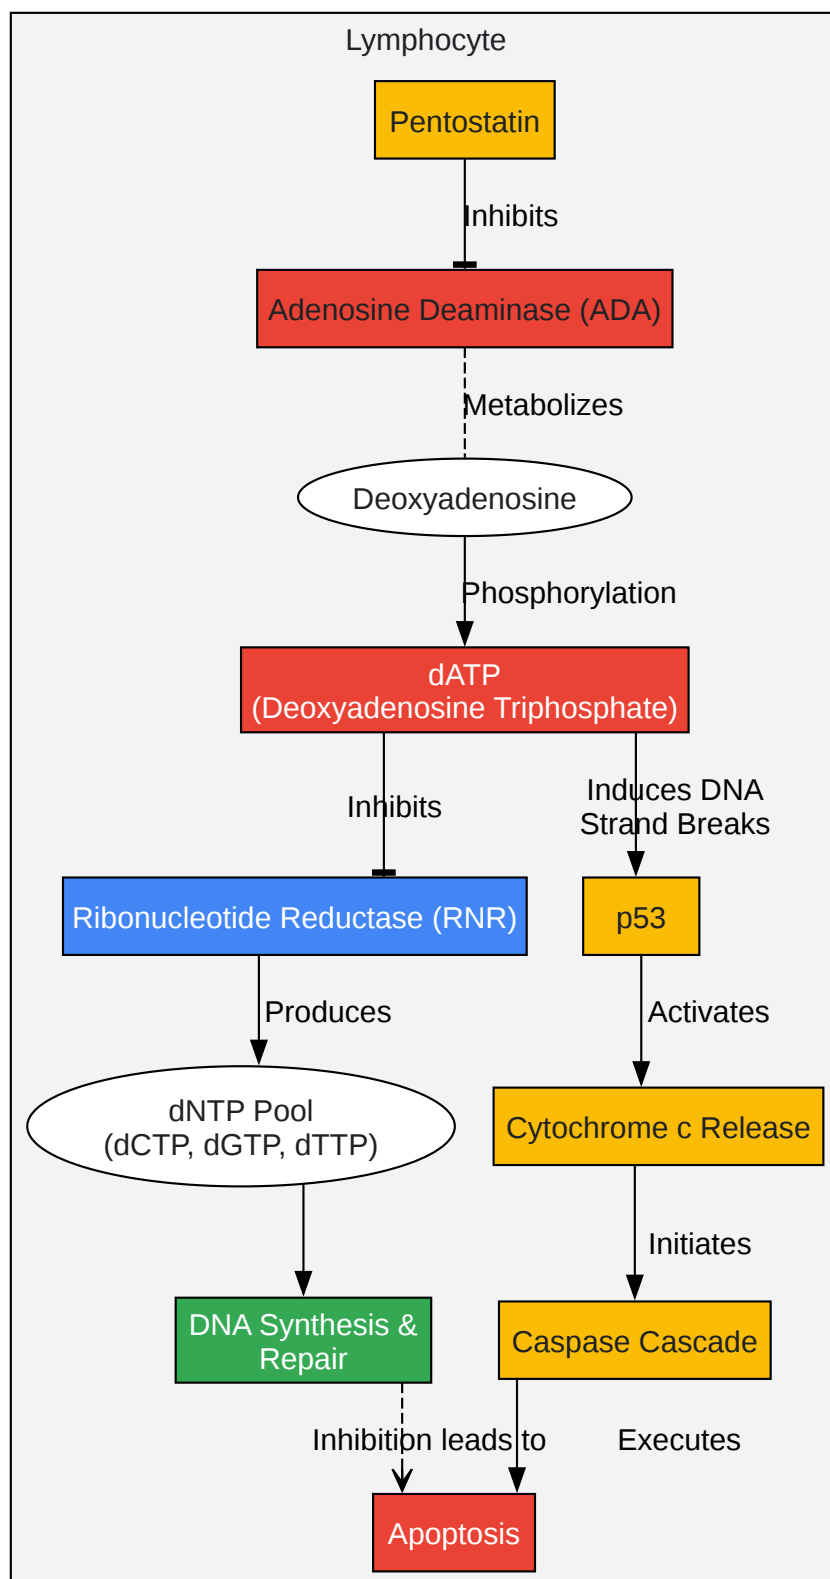 Lymphocyte
Pentostatin
Inhibits
Adenosine Deaminase (ADA)
Metabolizes
Deoxyadenosine
Phosphorylation
dATP
(Deoxyadenosine Triphosphate)
Inhibits
Induces DNA
Strand Breaks
Ribonucleotide Reductase (RNR)
p53
Produces
Activates
dNTP Pool
(dCTP, dGTP, dTTP)
Cytochrome c Release
Initiates
DNA Synthesis &
Repair
Caspase Cascade
Inhibition leads to
Executes
Apoptosis